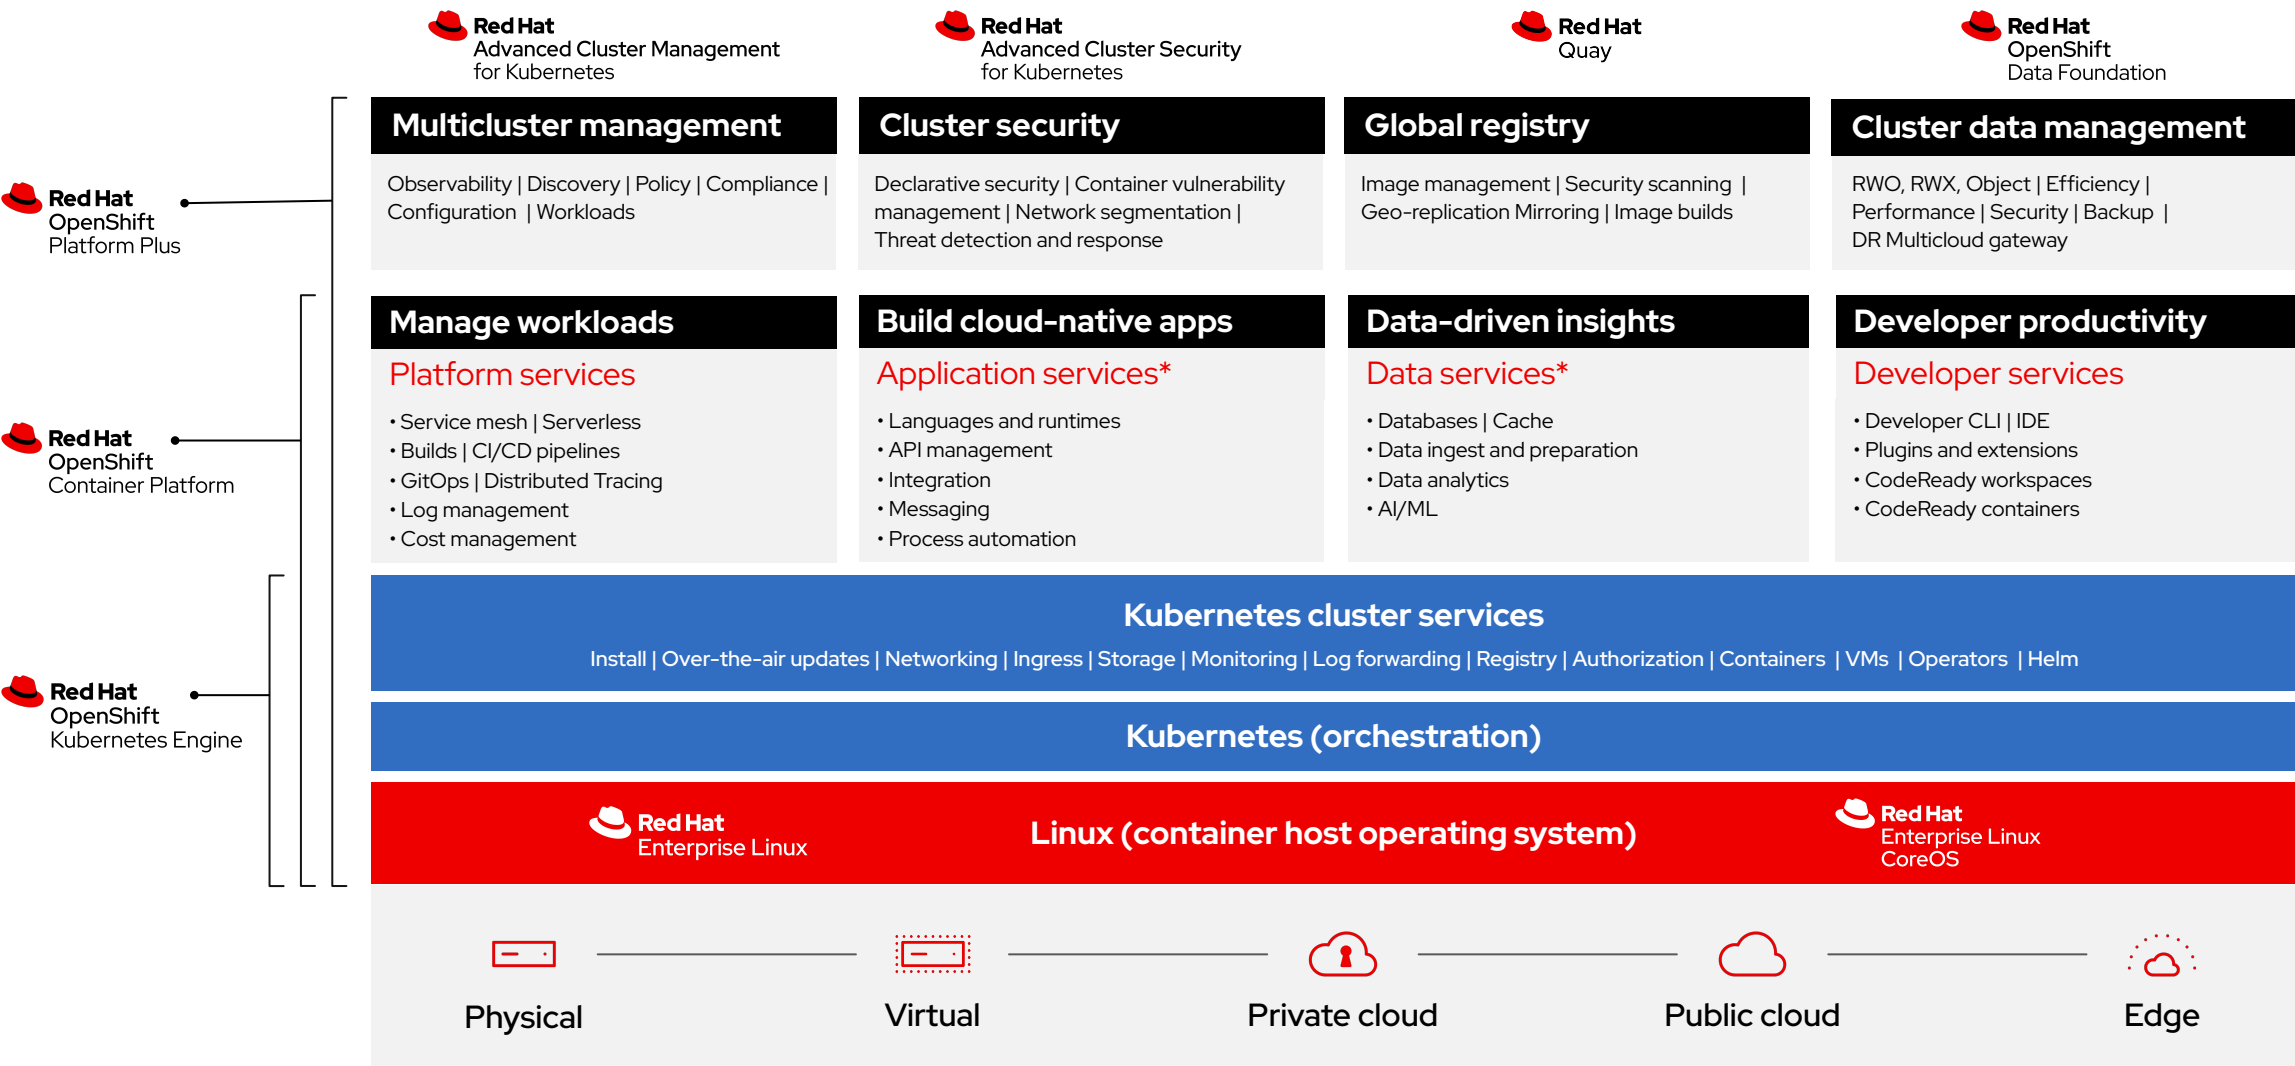 Red Hat
Advanced Cluster Management
for Kubernetes
Red Hat
Advanced Cluster Security
for Kubernetes
Red Hat
Quay
Red Hat
OpenShift
Data Foundation
Red Hat
OpenShift
Platform Plus
Multicluster management
Observability | Discovery | Policy | Compliance |
Configuration | Workloads
Cluster security
Declarative security | Container vulnerability
management | Network segmentation |
Threat detection and response
Global registry
Image management | Security scanning |
Geo-replication Mirroring | Image builds
Cluster data management
RWO, RWX, Object | Efficiency |
Performance | Security | Backup |
DR Multicloud gateway
Red Hat
OpenShift
Container Platform
Manage workloads
Platform services
• Service mesh | Serverless
• Builds | CI/CD pipelines
• GitOps | Distributed Tracing
• Log management
• Cost management
Build cloud-native apps
Application services*
• Languages and runtimes
• API management
• Integration
• Messaging
• Process automation
Data-driven insights
Data services*
• Databases | Cache
• Data ingest and preparation
• Data analytics
• AI/ML
Developer productivity
Developer services
• Developer CLI | IDE
• Plugins and extensions
• CodeReady workspaces
• CodeReady containers
Red Hat
OpenShift
Kubernetes Engine
Kubernetes cluster services
Install | Over-the-air updates | Networking | Ingress | Storage | Monitoring | Log forwarding | Registry | Authorization | Containers | VMs | Operators | Helm
Kubernetes (orchestration)
Red Hat
Enterprise Linux
Linux (container host operating system)
Red Hat
Enterprise Linux
CoreOS
Physical
Virtual
Private cloud
Public cloud
Edge